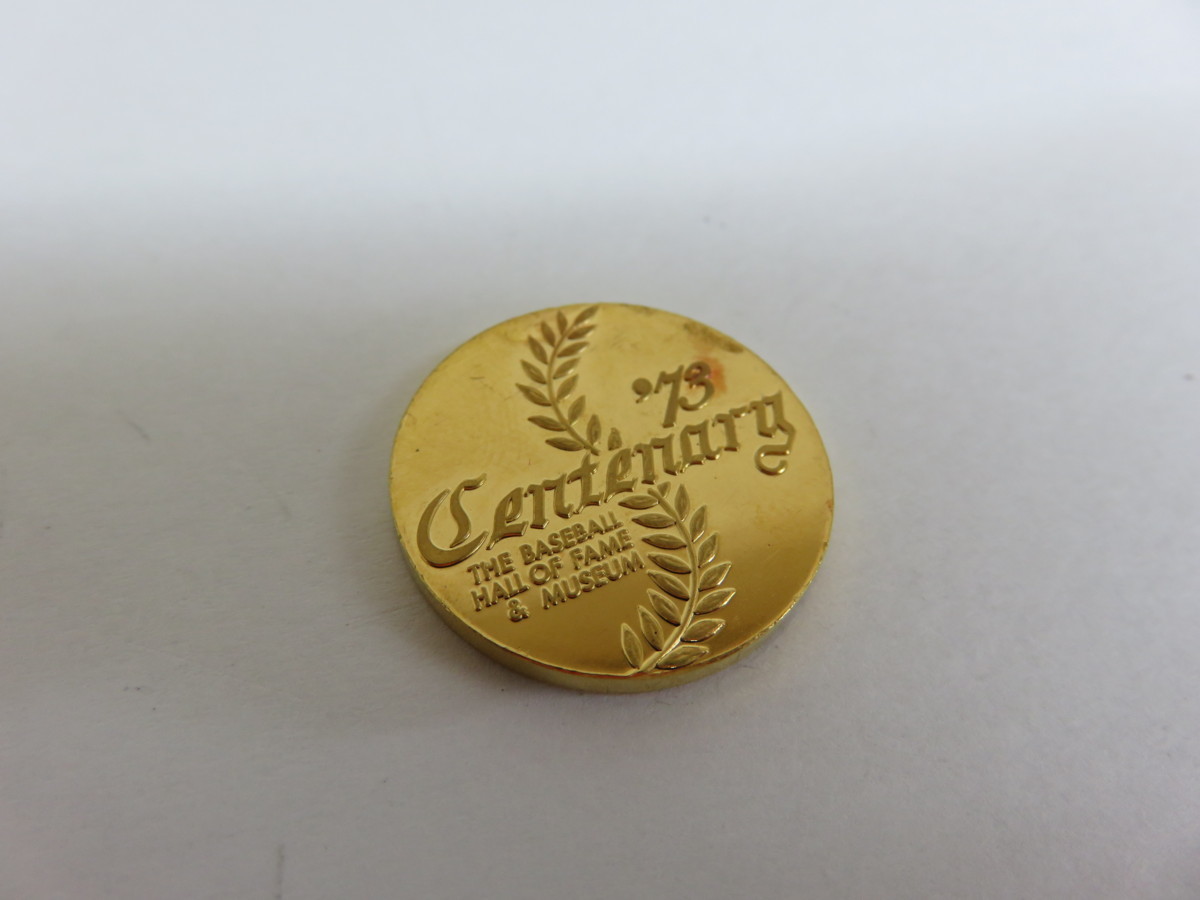 '73
Centenary
THE BASEBALL
HALL OF FAME
& MUSEUM